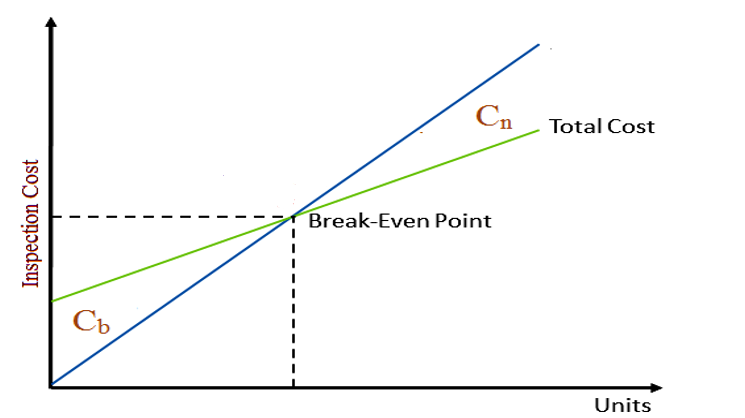 Cn
Total Cost
Break-Even Point
Inspection Cost
Cb
Units